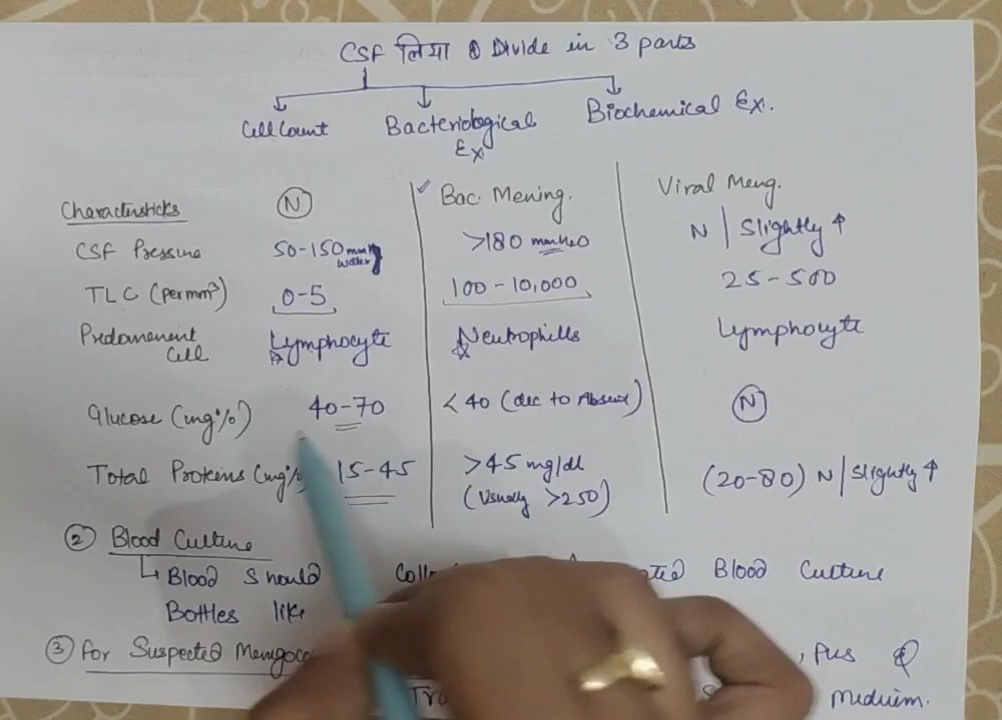 CSF लिया & Divide in 3 parts
Cell Count Bacteriological Ex Biochemical Ex.
Characteristicks N Bac. Mening. Viral Meng.
CSF Pressure 50-150 mm water >180 mmH2O N | Slightly ↑
TLC (per mm³) 0-5 100-10,000 25-500
Predomenent Cell Lymphocyte Neutrophills Lymphocyte
Glucose (mg%) 40-70 <40 (dec to Absent) N
Total Proteins (mg%) 15-45 >45 mg/dl (Usually >250) (20-80) N | Slightly ↑
② Blood Culture
Blood Should Blood Culture
Bottles like
③ for Suspected , Pus &
Medium.